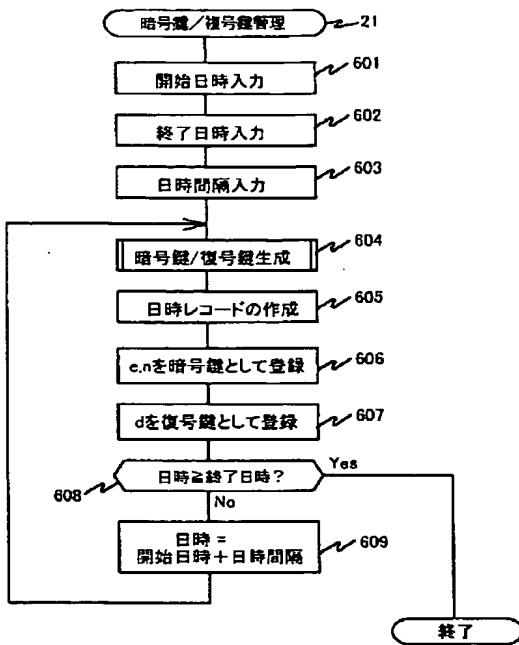 暗号鍵/復号鍵管理
21
開始日時入力
601
終了日時入力
602
日時間隔入力
603
暗号鍵/復号鍵生成
604
日時レコードの作成
605
e,nを暗号鍵として登録
606
dを復号鍵として登録
607
日時≧終了日時?
Yes
608
No
日時=
開始日時+日時間隔
609
終了